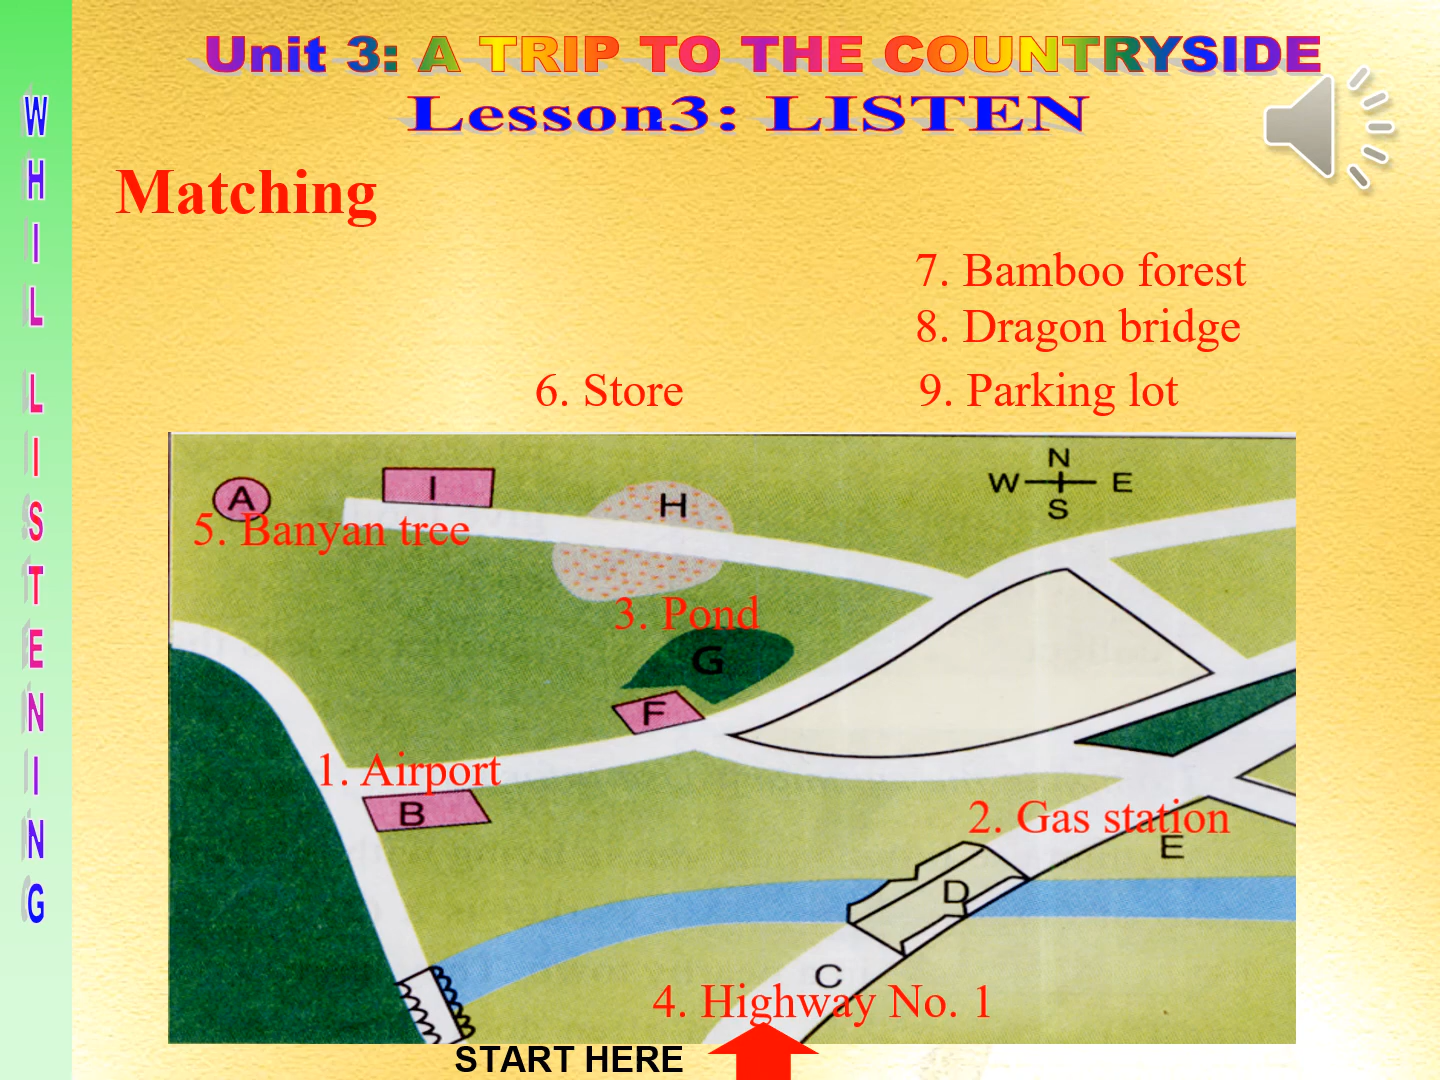 Unit 3: A TRIP TO THE COUNTRYSIDE
Lesson3: LISTEN
WHIL LISTENING
Matching
7. Bamboo forest
8. Dragon bridge
6. Store
9. Parking lot
N
W E
S
A
I
H
5. Banyan tree
3. Pond
G
F
1. Airport
B
2. Gas station
E
D
C
4. Highway No. 1
START HERE